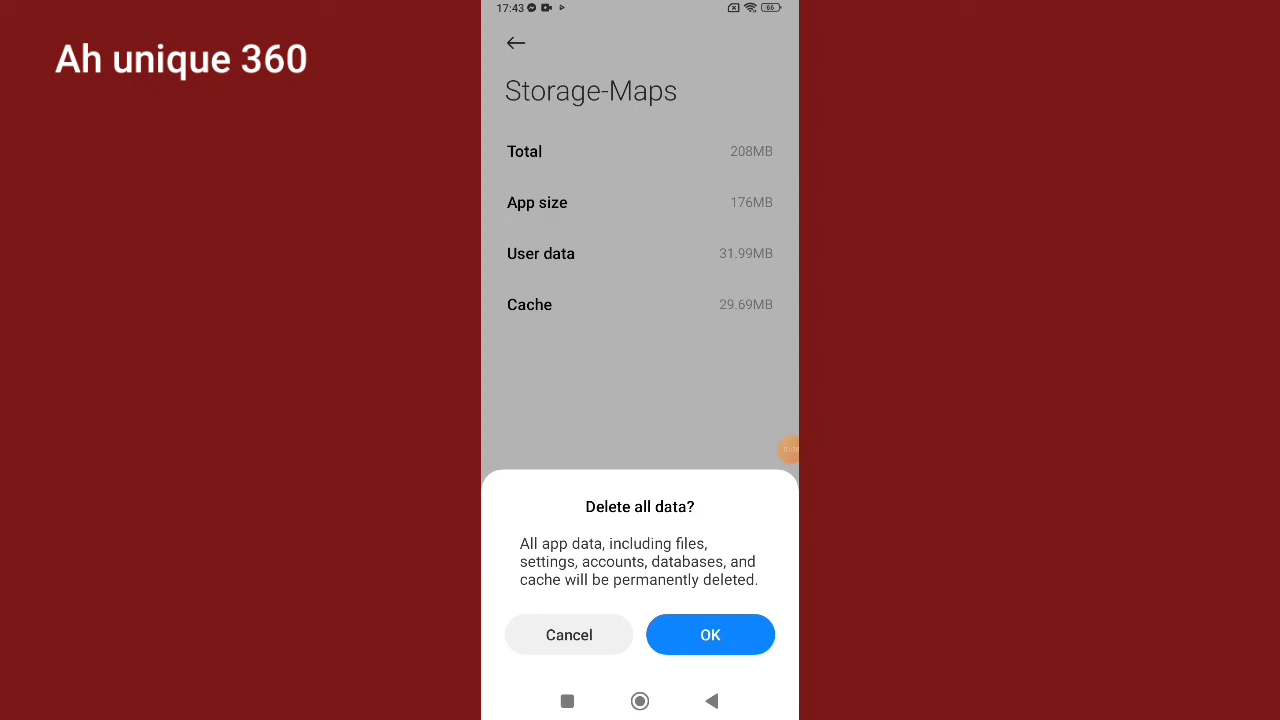 Ah unique 360
17:43
66
Storage-Maps
Total 208MB
App size 176MB
User data 31.99MB
Cache 29.69MB
Delete all data?
All app data, including files,
settings, accounts, databases, and
cache will be permanently deleted.
Cancel OK